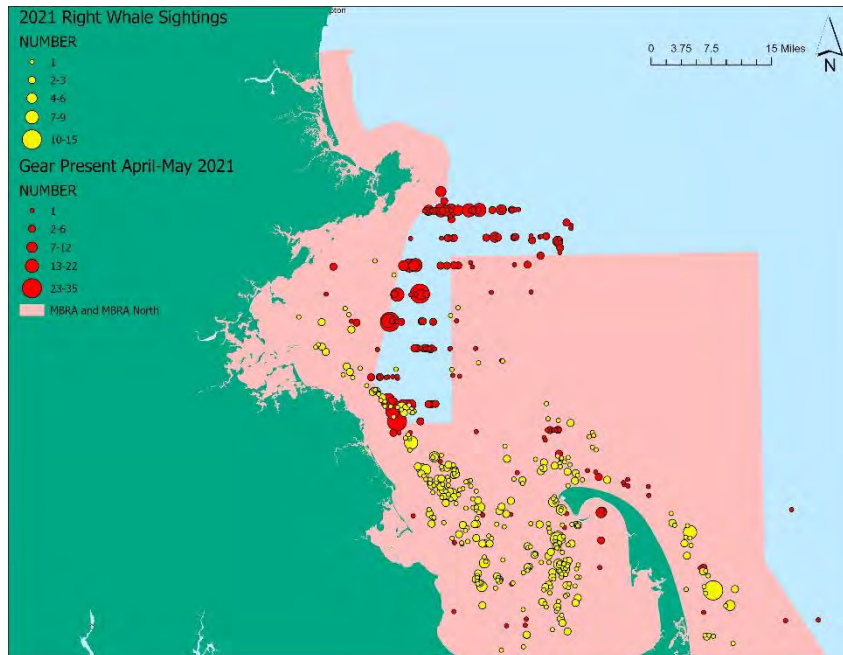 pton
2021 Right Whale Sightings
NUMBER
1
2-3
4-6
7-9
10-15
Gear Present April-May 2021
NUMBER
1
2-6
7-12
13-22
23-35
MBRA and MBRA North
0 3.75 7.5 15 Miles
N